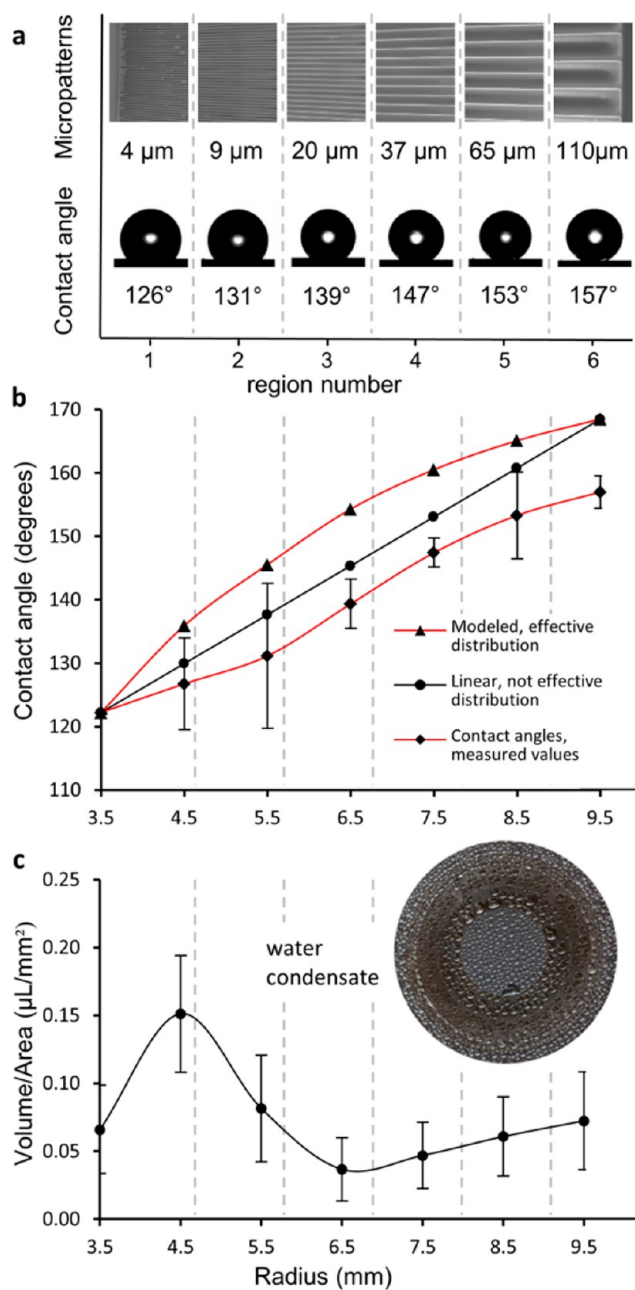 a
Micropatterns
4 µm 9 µm 20 µm 37 µm 65 µm 110µm
Contact angle
126° 131° 139° 147° 153° 157°
1 2 3 4 5 6
region number
b
Contact angle (degrees)
170
160
150
140
130
120
110
Modeled, effective
distribution
Linear, not effective
distribution
Contact angles,
measured values
3.5 4.5 5.5 6.5 7.5 8.5 9.5
c
Volume/Area (µL/mm²)
0.25
0.20
0.15
0.10
0.05
0.00
water
condensate
3.5 4.5 5.5 6.5 7.5 8.5 9.5
Radius (mm)